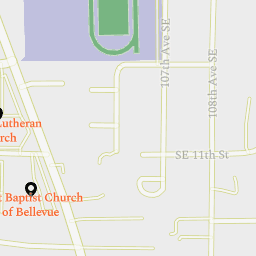 107th Ave SE
108th Ave SE
Lutheran
rch
SE 11th St
t Baptist Church
of Bellevue